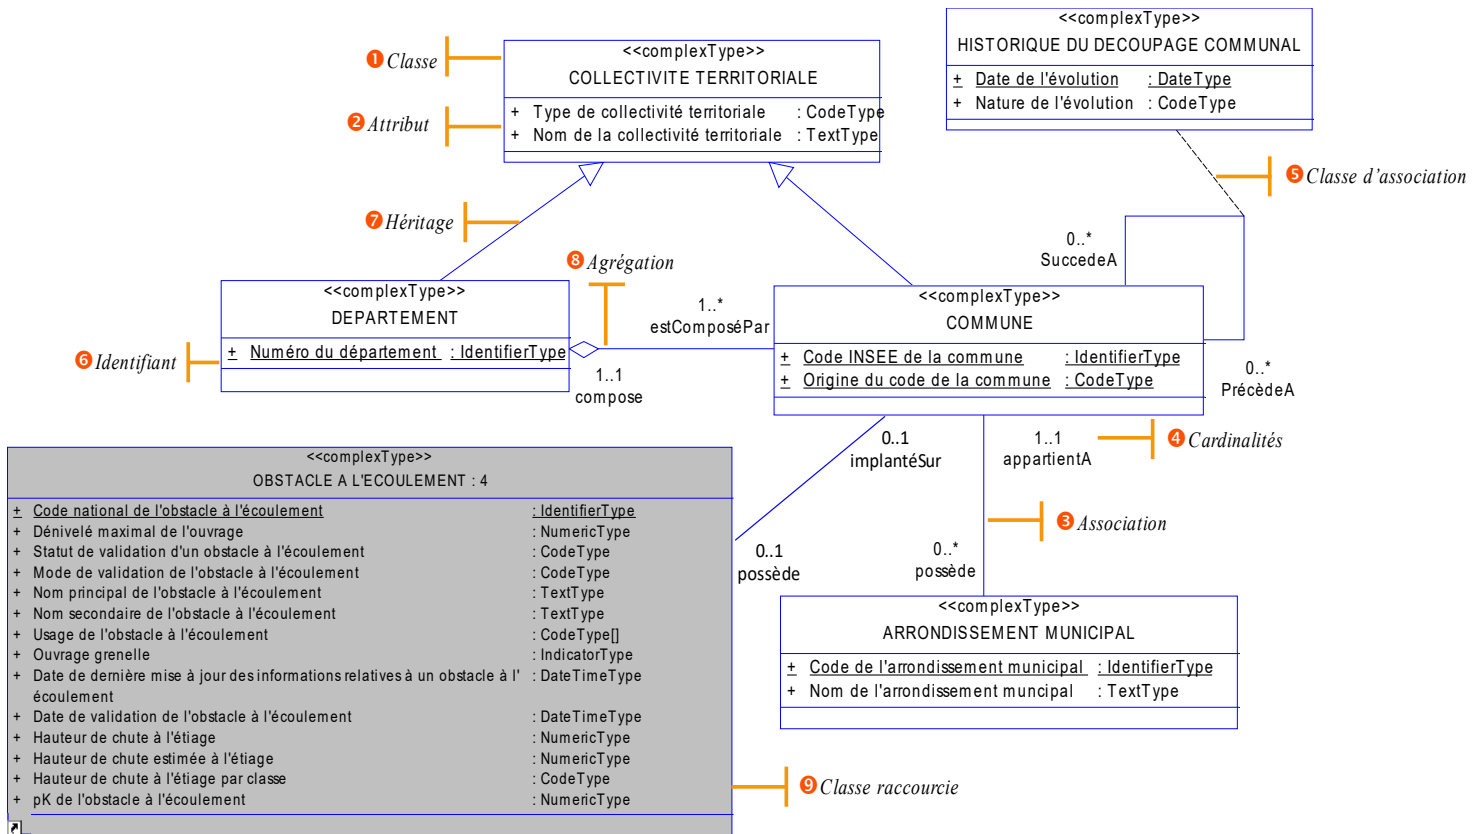 <<complexType>>
HISTORIQUE DU DECOUPAGE COMMUNAL
+ Date de l'évolution : DateType
+ Nature de l'évolution : CodeType
<<complexType>>
COLLECTIVITE TERRITORIALE
+ Type de collectivité territoriale : CodeType
+ Nom de la collectivité territoriale : TextType
1 Classe
2 Attribut
5 Classe d'association
7 Héritage
8 Agrégation
0..*
SuccedeA
<<complexType>>
DEPARTEMENT
+ Numéro du département : IdentifierType
6 Identifiant
1..*
estComposéPar
1..1
compose
<<complexType>>
COMMUNE
+ Code INSEE de la commune : IdentifierType
+ Origine du code de la commune : CodeType
0..*
PrécèdeA
0..1
implantéSur
1..1
appartientA
4 Cardinalités
<<complexType>>
OBSTACLE A L'ECOULEMENT : 4
+ Code national de l'obstacle à l'écoulement : IdentifierType
+ Dénivelé maximal de l'ouvrage : NumericType
+ Statut de validation d'un obstacle à l'écoulement : CodeType
+ Mode de validation de l'obstacle à l'écoulement : CodeType
+ Nom principal de l'obstacle à l'écoulement : TextType
+ Nom secondaire de l'obstacle à l'écoulement : TextType
+ Usage de l'obstacle à l'écoulement : CodeType[]
+ Ouvrage grenelle : IndicatorType
+ Date de dernière mise à jour des informations relatives à un obstacle à l' : DateTimeType
écoulement
+ Date de validation de l'obstacle à l'écoulement : DateTimeType
+ Hauteur de chute à l'étiage : NumericType
+ Hauteur de chute estimée à l'étiage : NumericType
+ Hauteur de chute à l'étiage par classe : CodeType
+ pK de l'obstacle à l'écoulement : NumericType
3 Association
0..1
possède
0..*
possède
<<complexType>>
ARRONDISSEMENT MUNICIPAL
+ Code de l'arrondissement municipal : IdentifierType
+ Nom de l'arrondissement muncipal : TextType
9 Classe raccourcie